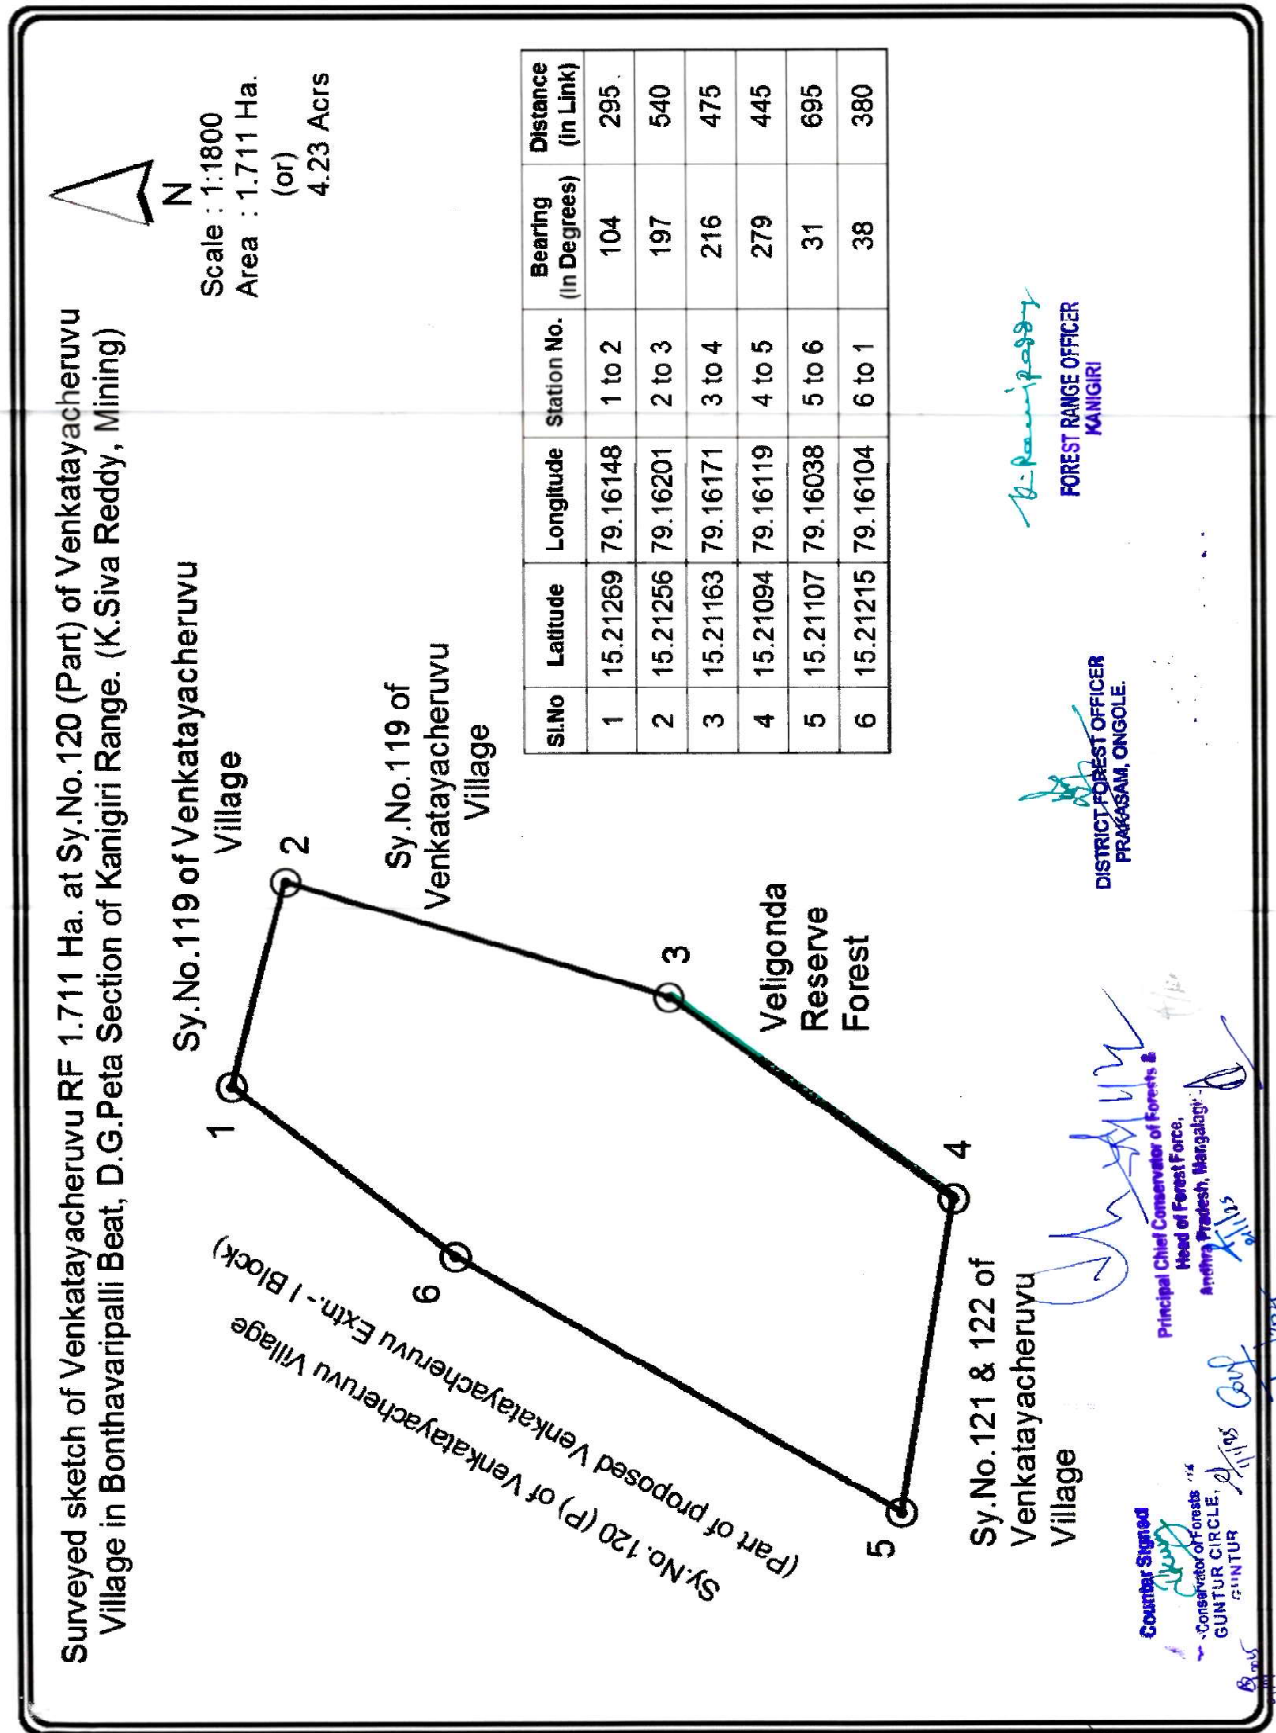 Surveyed sketch of Venkatayacheruvu RF 1.711 Ha. at Sy.No.120 (Part) of Venkatayacheruvu
Village in Bonthavaripalli Beat, D.G.Peta Section of Kanigiri Range. (K.Siva Reddy, Mining)
N
Scale : 1:1800
Area : 1.711 Ha.
(or)
4.23 Acrs
Sy.No.119 of Venkatayacheruvu
Village
1
2
Sy.No.119 of
Venkatayacheruvu
Village
6
3
Sy.No.120 (P) of Venkatayacheruvu Village
(Part of proposed Venkatayacheruvu Extn.- I Block)
Veligonda
Reserve
Forest
5
4
Sy.No.121 & 122 of
Venkatayacheruvu
Village
Sl.No Latitude Longitude Station No. Bearing (In Degrees) Distance (in Link)
1 15.21269 79.16148 1 to 2 104 295
2 15.21256 79.16201 2 to 3 197 540
3 15.21163 79.16171 3 to 4 216 475
4 15.21094 79.16119 4 to 5 279 445
5 15.21107 79.16038 5 to 6 31 695
6 15.21215 79.16104 6 to 1 38 380
FOREST RANGE OFFICER
KANIGIRI
DISTRICT FOREST OFFICER
PRAKASAM, ONGOLE.
Principal Chief Conservator of Forests &
Head of Forest Force,
Andhra Pradesh, Mangalagiri
Counter Signed
Conservator of Forests
GUNTUR CIRCLE,
GUNTUR